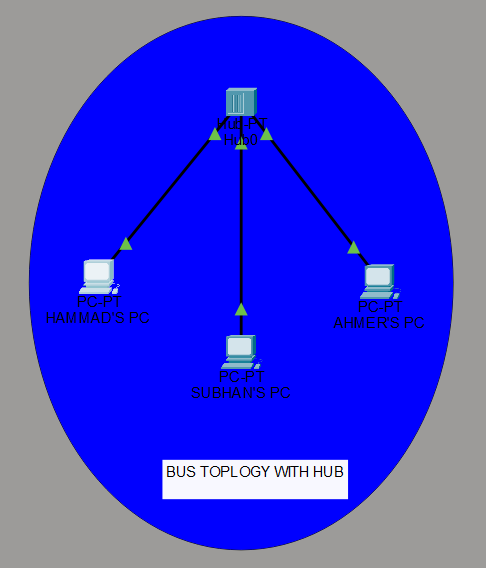 Hub-PT
Hub0
PC-PT
HAMMAD'S PC
PC-PT
AHMER'S PC
PC-PT
SUBHAN'S PC
BUS TOPLOGY WITH HUB